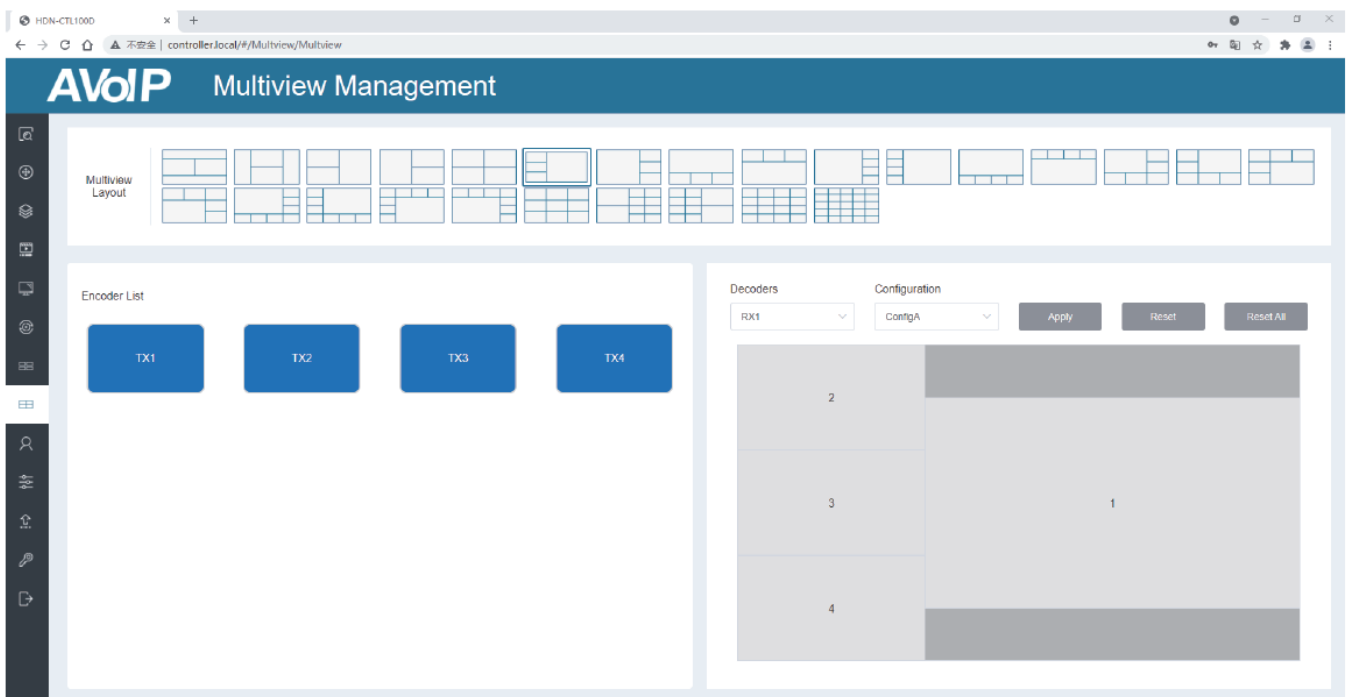 HDN-CTL100D
不安全 | controller.local/#/Multview/Multview
AVoIP Multiview Management
Multiview
Layout
Encoder List
TX1 TX2 TX3 TX4
Decoders Configuration
RX1 ConfigA Apply Reset Reset All
2
3
1
4